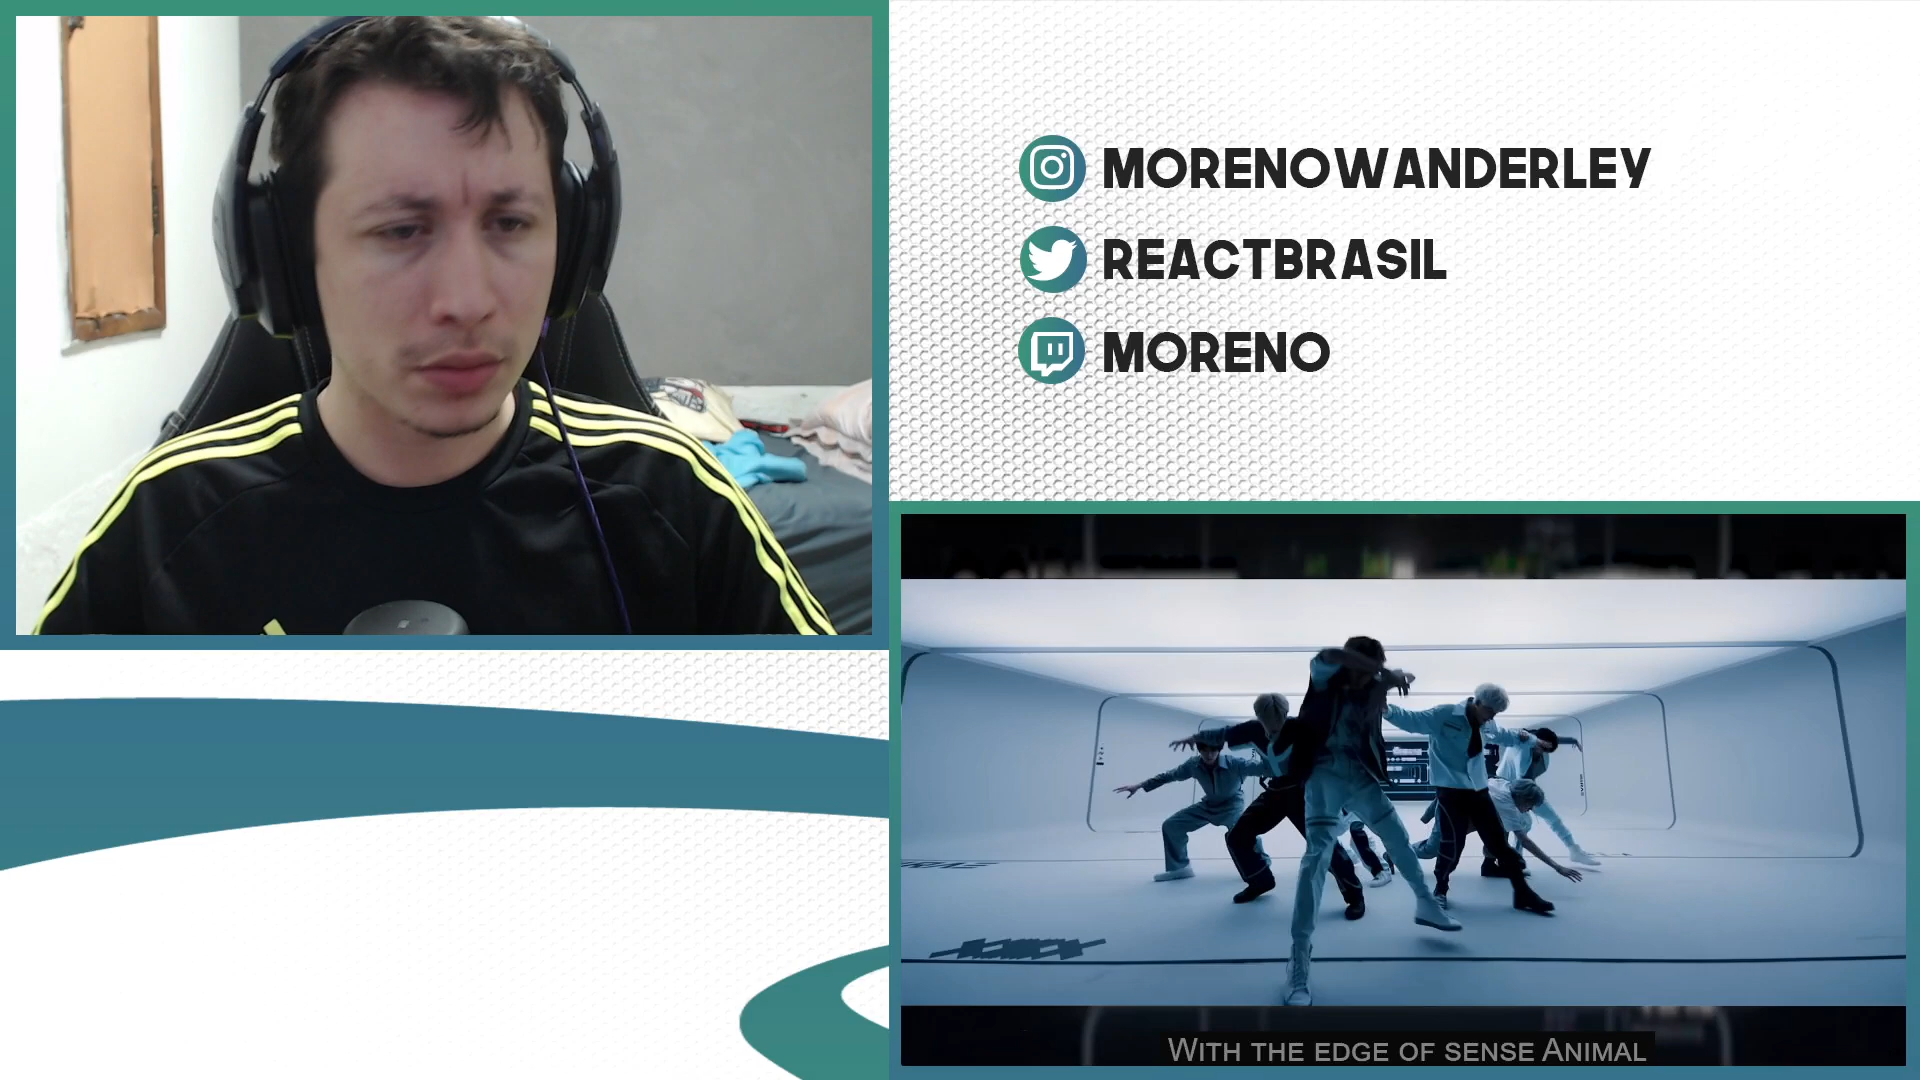 MORENOWANDERLEY
REACTBRASIL
MORENO
WITH THE EDGE OF SENSE ANIMAL